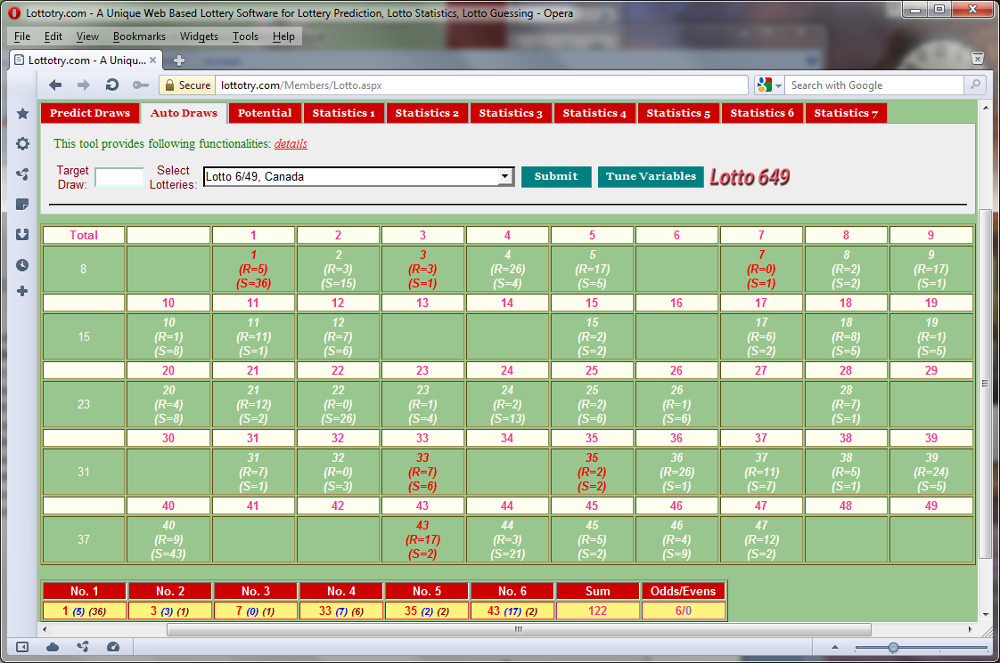 Lottotry.com - A Unique Web Based Lottery Software for Lottery Prediction, Lotto Statistics, Lotto Guessing - Opera
File Edit View Bookmarks Widgets Tools Help
Lottotry.com - A Uniqu...
Secure lottotry.com/Members/Lotto.aspx Search with Google
Predict Draws Auto Draws Potential Statistics 1 Statistics 2 Statistics 3 Statistics 4 Statistics 5 Statistics 6 Statistics 7
This tool provides following functionalities: details
Target Select
Draw: Lotteries: Lotto 6/49, Canada Submit Tune Variables Lotto 649
Total 1 2 3 4 5 6 7 8 9
1 2 3 4 5 7 8 9
8 (R=5) (R=3) (R=3) (R=26) (R=17) (R=0) (R=2) (R=17)
(S=36) (S=15) (S=1) (S=4) (S=5) (S=1) (S=2) (S=1)
10 11 12 13 14 15 16 17 18 19
10 11 12 15 17 18 19
15 (R=1) (R=11) (R=7) (R=2) (R=6) (R=8) (R=1)
(S=8) (S=1) (S=6) (S=2) (S=2) (S=5) (S=5)
20 21 22 23 24 25 26 27 28 29
20 21 22 23 24 25 26 28
23 (R=4) (R=12) (R=0) (R=1) (R=2) (R=2) (R=1) (R=7)
(S=8) (S=2) (S=26) (S=4) (S=13) (S=6) (S=6) (S=1)
30 31 32 33 34 35 36 37 38 39
31 32 33 35 36 37 38 39
31 (R=7) (R=0) (R=7) (R=2) (R=26) (R=11) (R=5) (R=24)
(S=1) (S=3) (S=6) (S=2) (S=1) (S=7) (S=1) (S=5)
40 41 42 43 44 45 46 47 48 49
40 43 44 45 46 47
37 (R=9) (R=17) (R=3) (R=5) (R=4) (R=12)
(S=43) (S=2) (S=21) (S=2) (S=9) (S=2)
No. 1 No. 2 No. 3 No. 4 No. 5 No. 6 Sum Odds/Evens
1 (5) (36) 3 (3) (1) 7 (0) (1) 33 (7) (6) 35 (2) (2) 43 (17) (2) 122 6/0